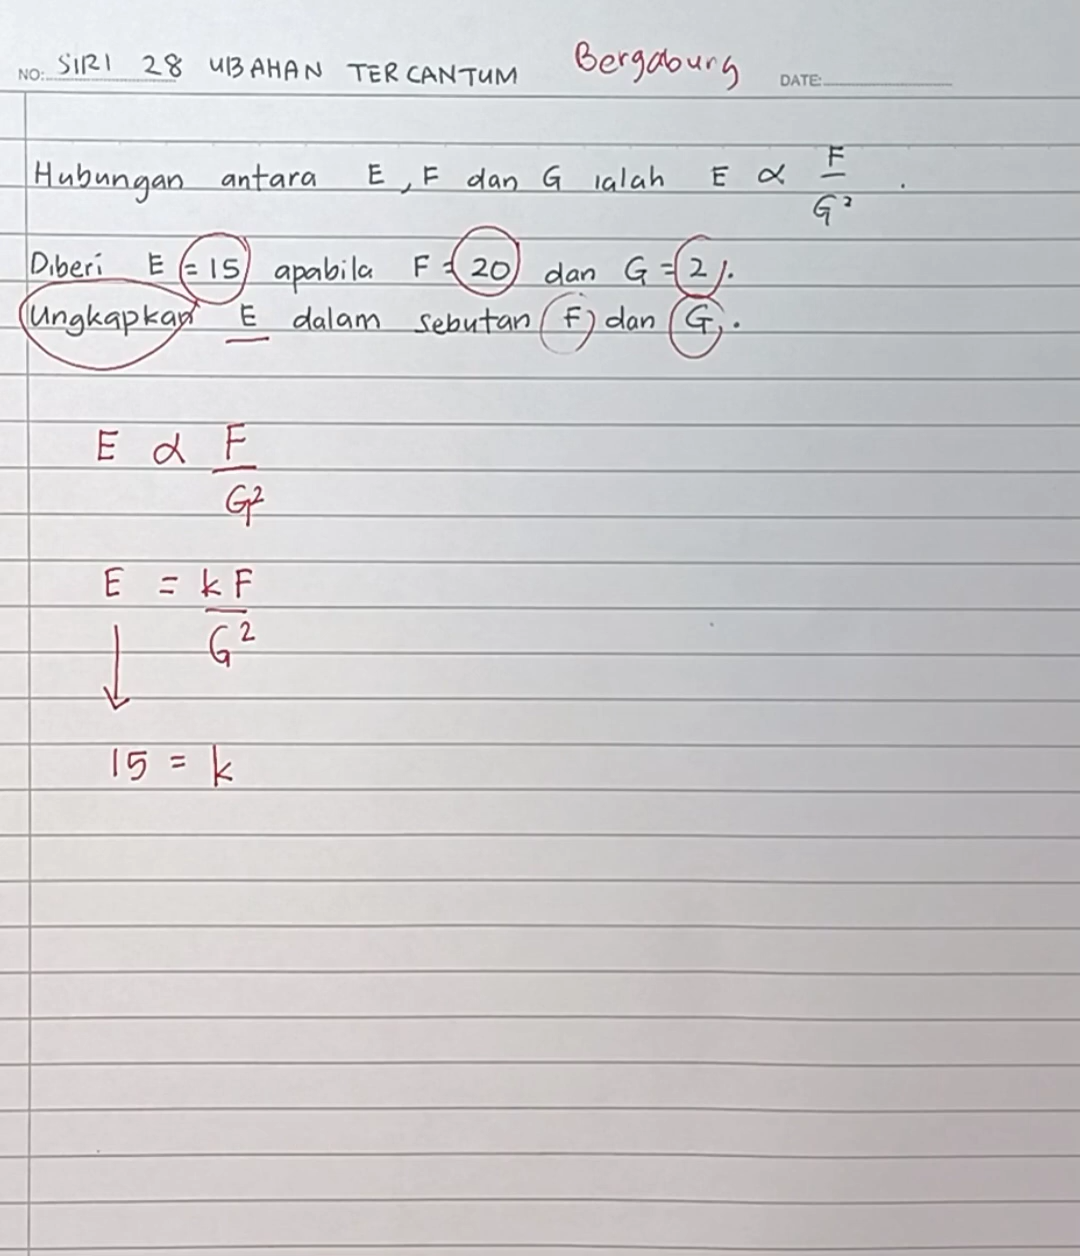 NO: SIRI 28 UBAHAN TERCANTUM Bergabung DATE:
Hubungan antara E, F dan G ialah E ∝ F/G².
Diberi E = 15 apabila F = 20 dan G = 2.
Ungkapkan E dalam sebutan F dan G.
E ∝ F/G²
E = kF/G²
↓
15 = k